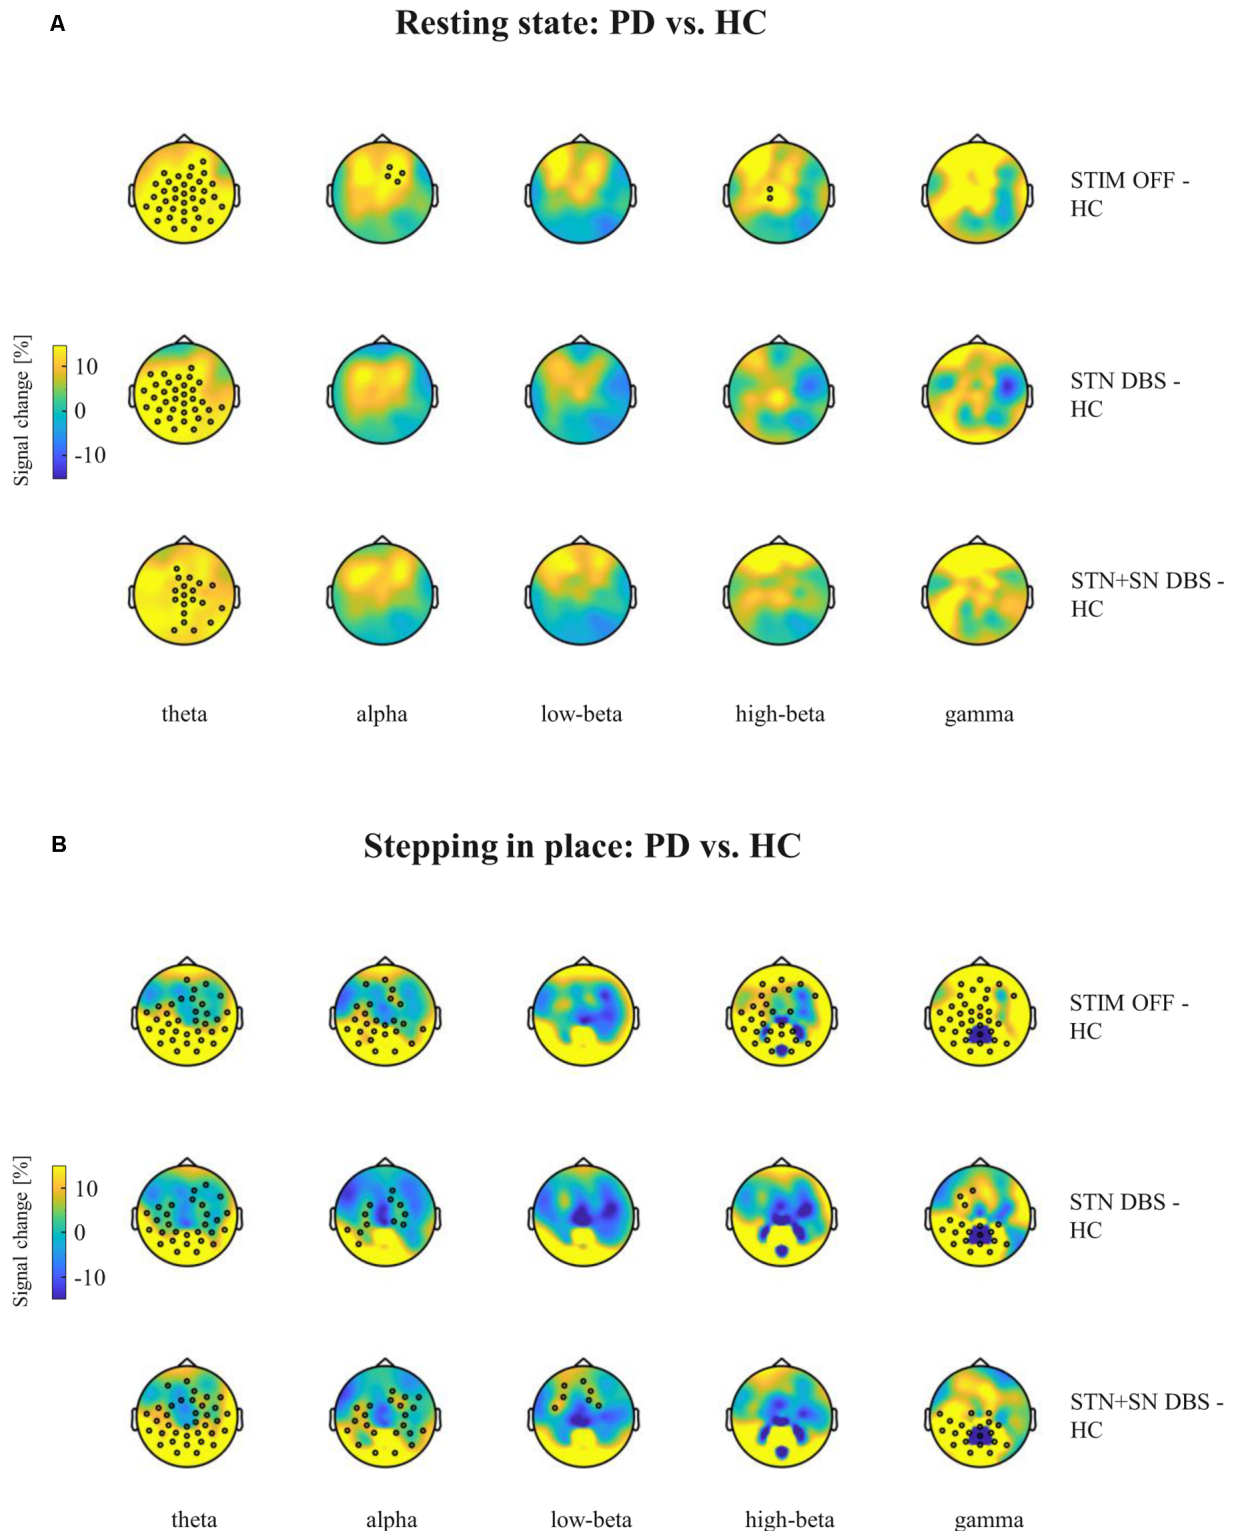 A
Resting state: PD vs. HC
STIM OFF -
HC
Signal change [%]
10
0
-10
STN DBS -
HC
STN+SN DBS -
HC
theta alpha low-beta high-beta gamma
B
Stepping in place: PD vs. HC
STIM OFF -
HC
Signal change [%]
10
0
-10
STN DBS -
HC
STN+SN DBS -
HC
theta alpha low-beta high-beta gamma